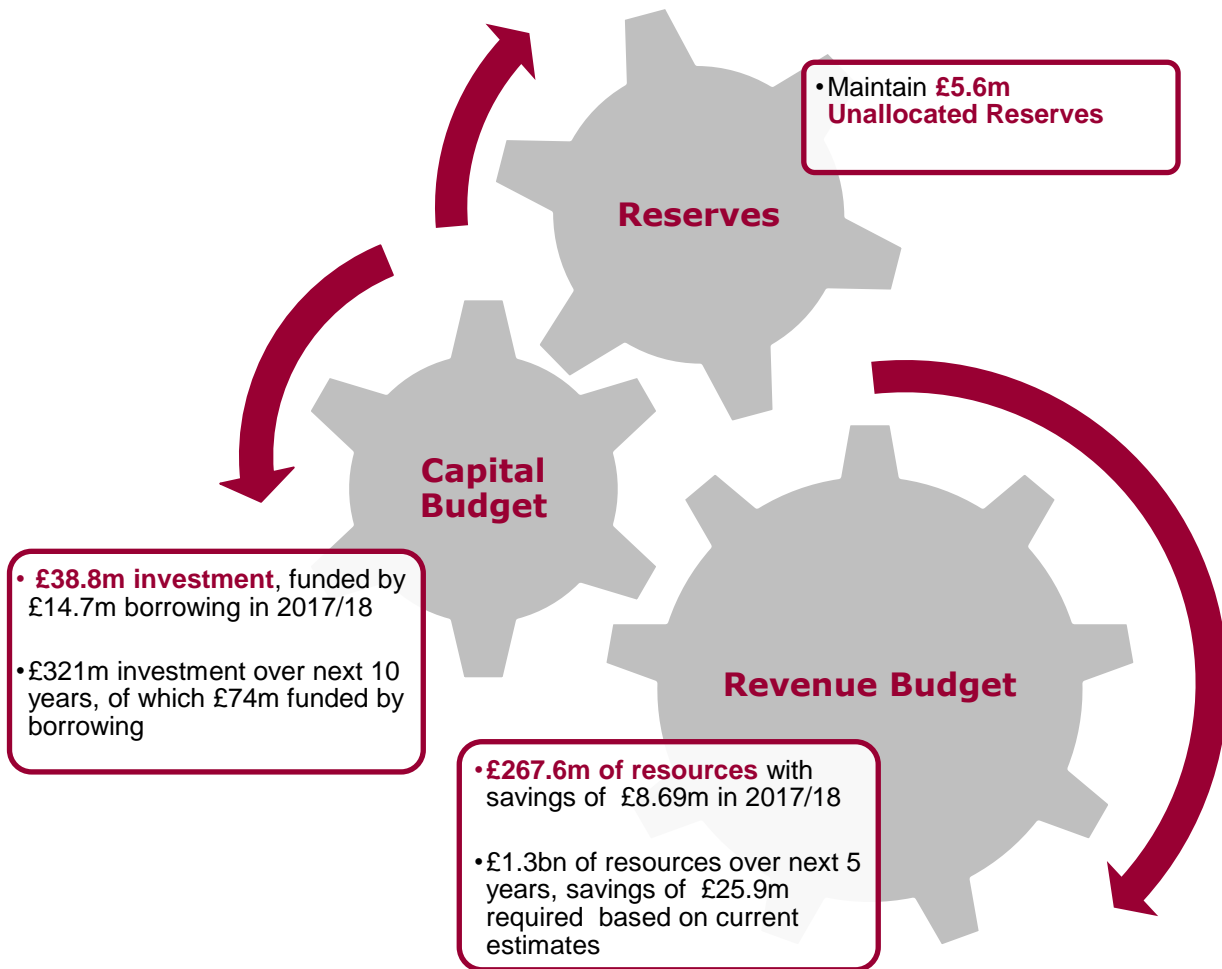 • Maintain £5.6m
Unallocated Reserves
Reserves
Capital
Budget
• £38.8m investment, funded by
£14.7m borrowing in 2017/18
• £321m investment over next 10
years, of which £74m funded by
borrowing
Revenue Budget
• £267.6m of resources with
savings of £8.69m in 2017/18
• £1.3bn of resources over next 5
years, savings of £25.9m
required based on current
estimates